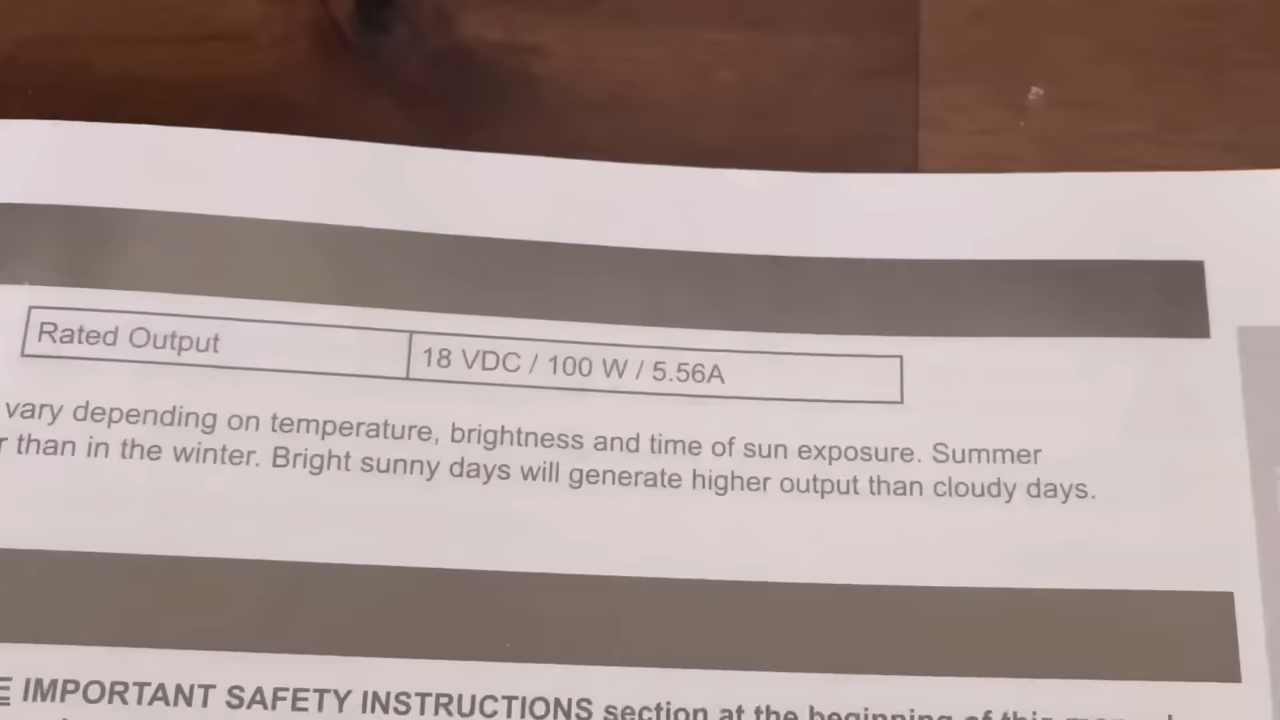 Rated Output
18 VDC / 100 W / 5.56A
vary depending on temperature, brightness and time of sun exposure. Summer
than in the winter. Bright sunny days will generate higher output than cloudy days.
IMPORTANT SAFETY INSTRUCTIONS section at the beginning of this